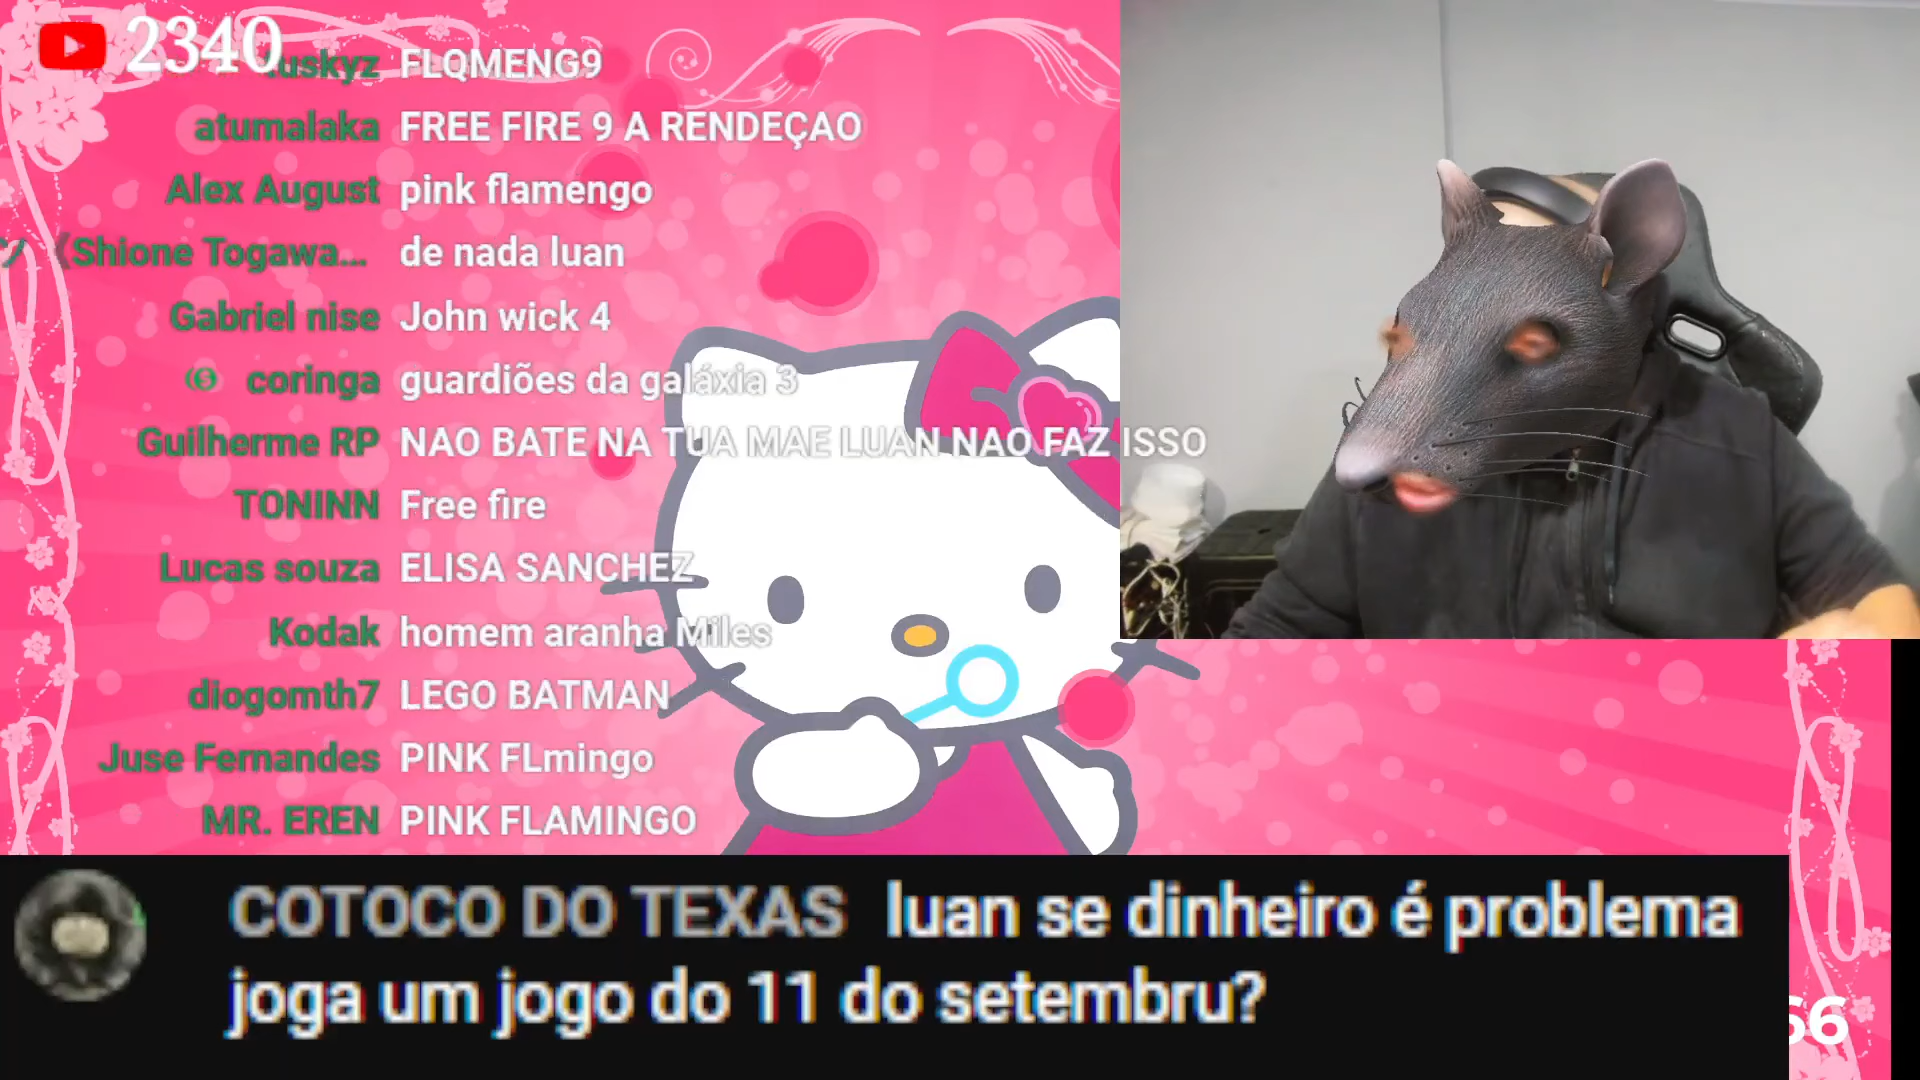 2340
uskyz FLQMENG9
atumalaka FREE FIRE 9 A RENDEÇAO
Alex August pink flamengo
ツ 《Shione Togawa... de nada luan
Gabriel nise John wick 4
coringa guardiões da galáxia 3
Guilherme RP NAO BATE NA TUA MAE LUAN NAO FAZ ISSO
TONINN Free fire
Lucas souza ELISA SANCHEZ
Kodak homem aranha Miles
diogomth7 LEGO BATMAN
Juse Fernandes PINK FLmingo
MR. EREN PINK FLAMINGO
COTOCO DO TEXAS luan se dinheiro é problema
joga um jogo do 11 do setembru?
66